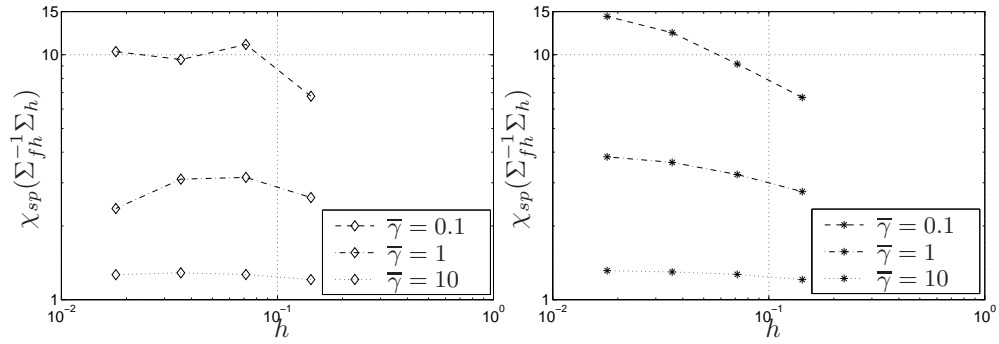 15
10
1
χ_sp(Σ_fh^{-1} Σ_h)
10^{-2}
10^{-1}
10^0
h
γ̅ = 0.1
γ̅ = 1
γ̅ = 10
15
10
1
χ_sp(Σ_fh^{-1} Σ_h)
10^{-2}
10^{-1}
10^0
h
γ̅ = 0.1
γ̅ = 1
γ̅ = 10